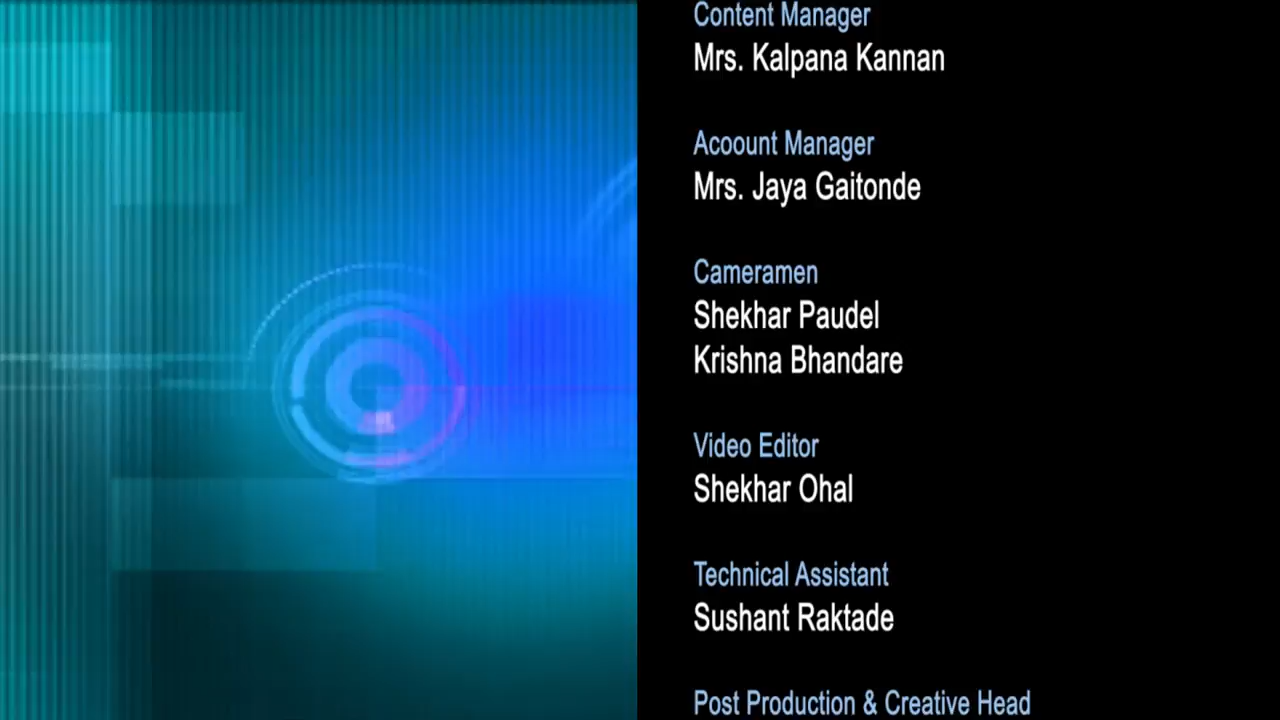 Content Manager
Mrs. Kalpana Kannan
Acoount Manager
Mrs. Jaya Gaitonde
Cameramen
Shekhar Paudel
Krishna Bhandare
Video Editor
Shekhar Ohal
Technical Assistant
Sushant Raktade
Post Production & Creative Head